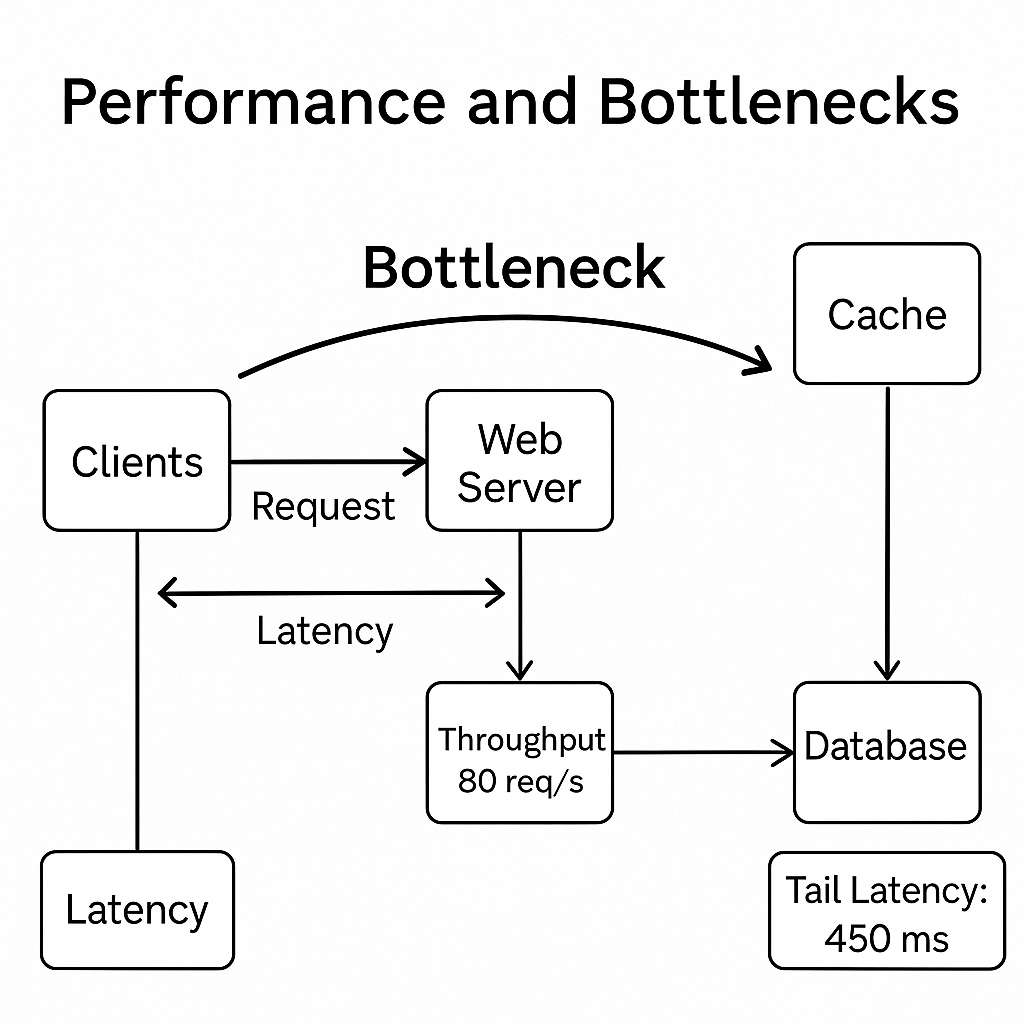 Performance and Bottlenecks
Bottleneck
Cache
Clients
Request
Web
Server
Latency
Throughput
80 req/s
Database
Latency
Tail Latency:
450 ms